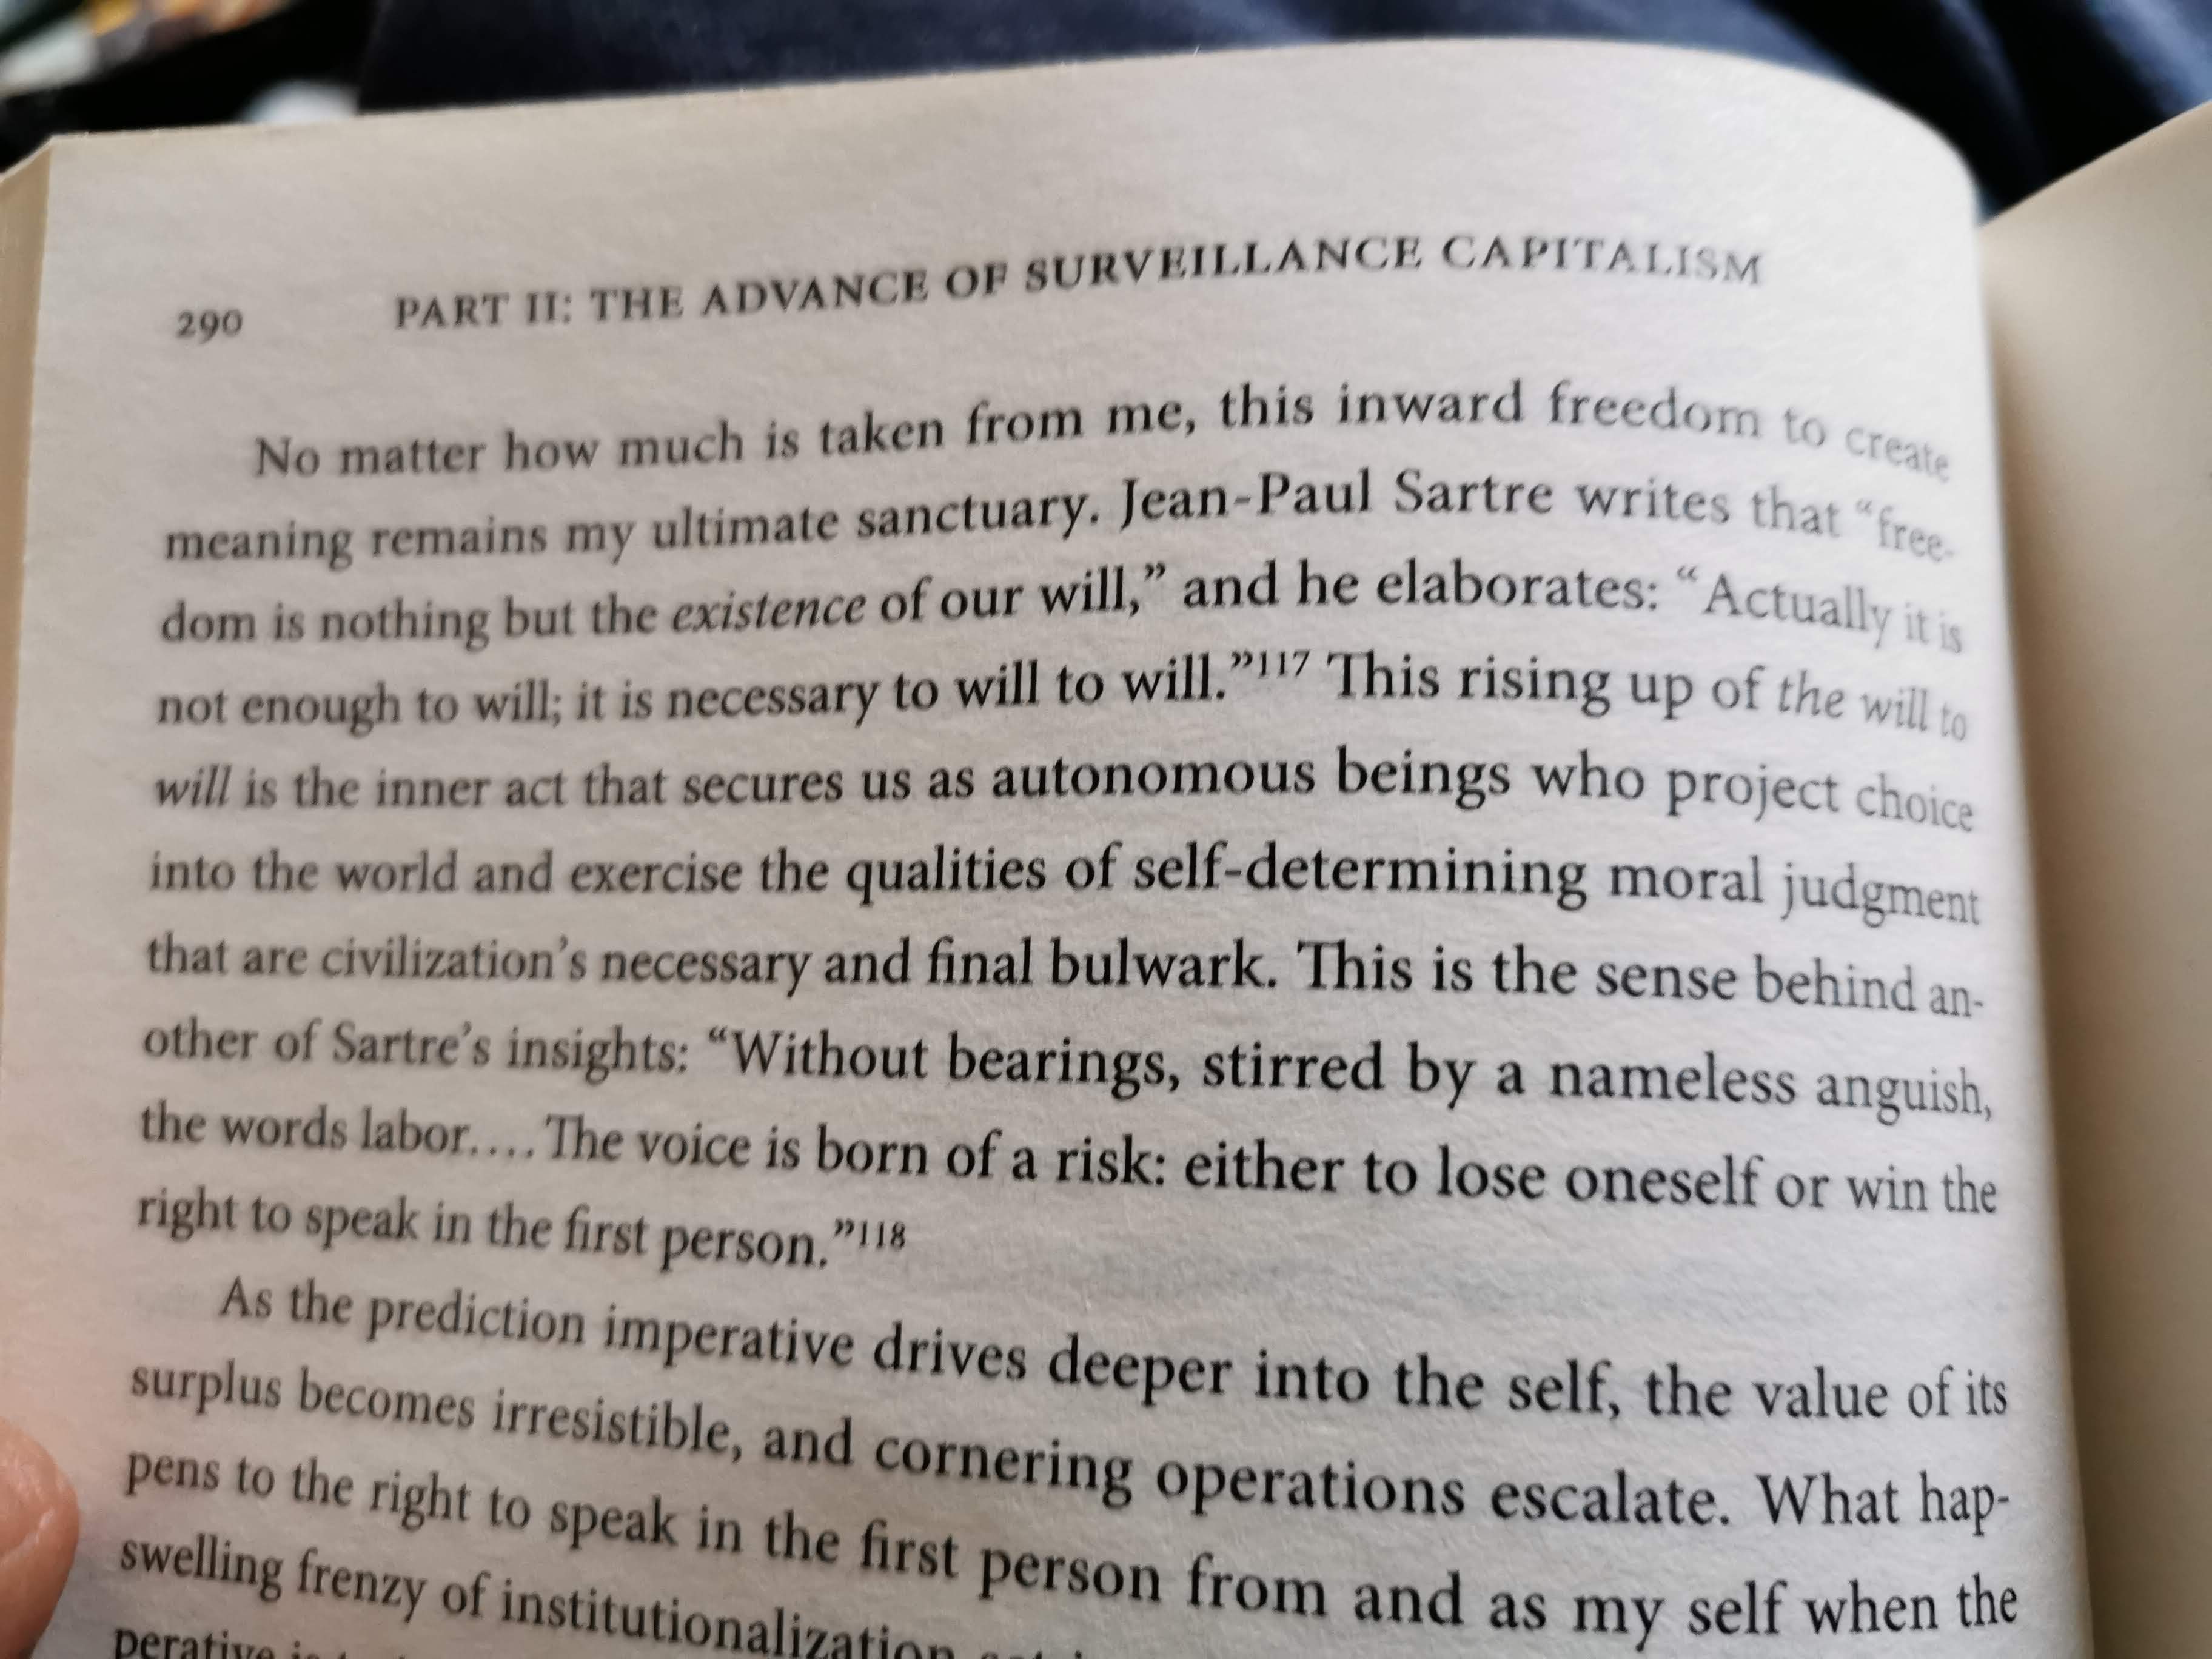 290 PART II: THE ADVANCE OF SURVEILLANCE CAPITALISM
No matter how much is taken from me, this inward freedom to create
meaning remains my ultimate sanctuary. Jean-Paul Sartre writes that “free-
dom is nothing but the existence of our will,” and he elaborates: “Actually it is
not enough to will; it is necessary to will to will.”117 This rising up of the will to
will is the inner act that secures us as autonomous beings who project choice
into the world and exercise the qualities of self-determining moral judgment
that are civilization’s necessary and final bulwark. This is the sense behind an-
other of Sartre’s insights: “Without bearings, stirred by a nameless anguish,
the words labor.... The voice is born of a risk: either to lose oneself or win the
right to speak in the first person.”118
As the prediction imperative drives deeper into the self, the value of its
surplus becomes irresistible, and cornering operations escalate. What hap-
pens to the right to speak in the first person from and as my self when the
swelling frenzy of institutionalization
perative